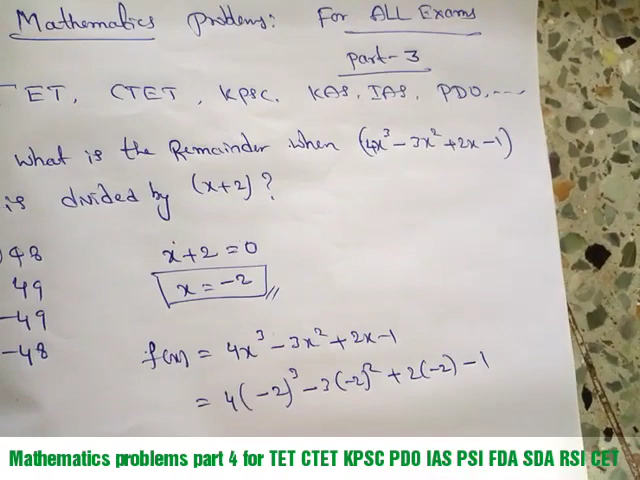 Mathematics problems: For ALL Exams
part-3
TET, CTET, KPSC, KAS, IAS, PDO,----
What is the Remainder when (4x³-3x²+2x-1)
is divided by (x+2)?
48
49
-49
-48
x+2=0
x=-2
f(x) = 4x³-3x²+2x-1
= 4(-2)³-3(-2)²+2(-2)-1
Mathematics problems part 4 for TET CTET KPSC PDO IAS PSI FDA SDA RSI CET